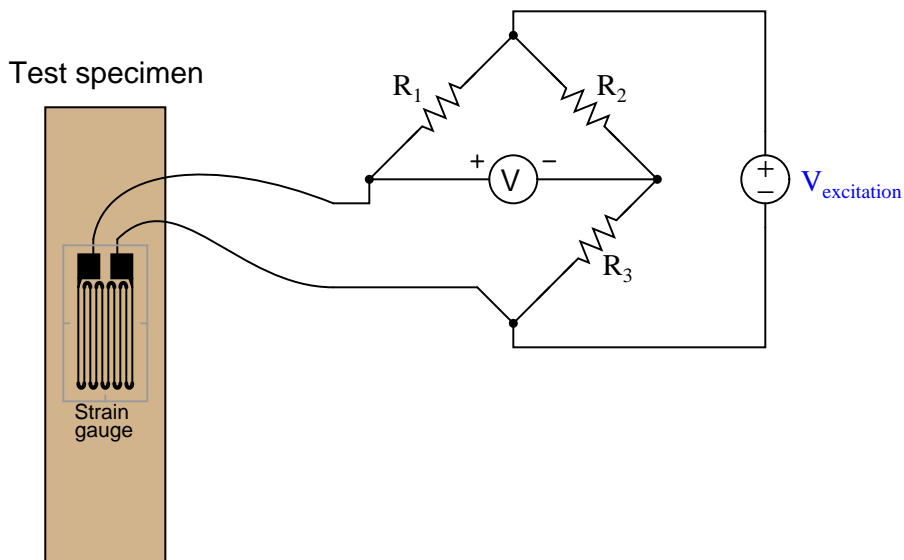 Test specimen
R1
R2
+
−
V
+
−
Vexcitation
R3
Strain
gauge